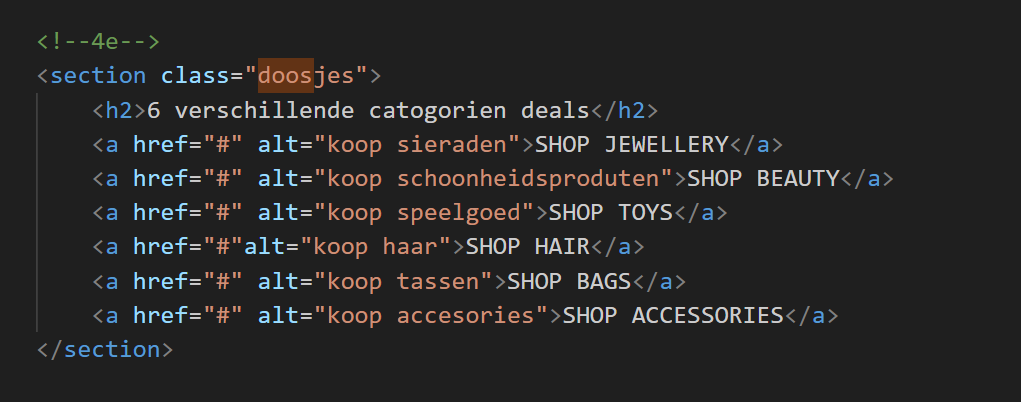 <!--4e-->
<section class="doosjes">
<h2>6 verschillende catogorien deals</h2>
<a href="#" alt="koop sieraden">SHOP JEWELLERY</a>
<a href="#" alt="koop schoonheidsproduten">SHOP BEAUTY</a>
<a href="#" alt="koop speelgoed">SHOP TOYS</a>
<a href="#"alt="koop haar">SHOP HAIR</a>
<a href="#" alt="koop tassen">SHOP BAGS</a>
<a href="#" alt="koop accesories">SHOP ACCESSORIES</a>
</section>